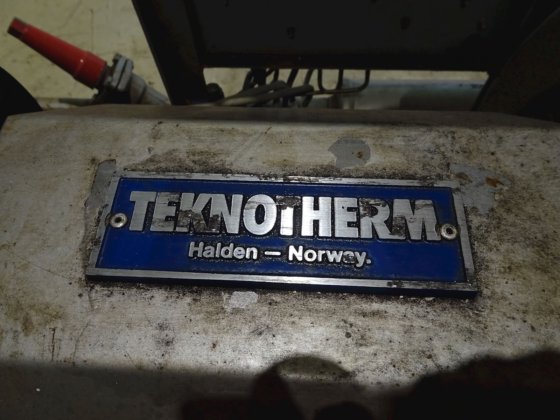 TEKNOTHERM.
Halden – Norway.